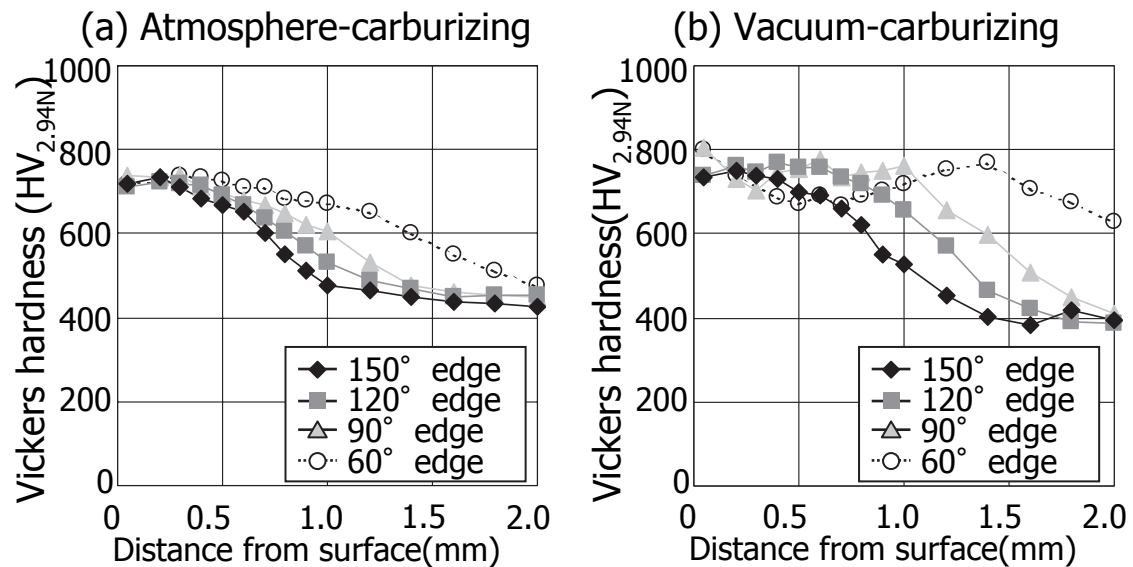 (a) Atmosphere-carburizing
Vickers hardness (HV2.94N)
1000
800
600
400
200
0
150° edge
120° edge
90° edge
60° edge
0 0.5 1.0 1.5 2.0
Distance from surface(mm)
(b) Vacuum-carburizing
Vickers hardness(HV2.94N)
1000
800
600
400
200
0
150° edge
120° edge
90° edge
60° edge
0 0.5 1.0 1.5 2.0
Distance from surface(mm)